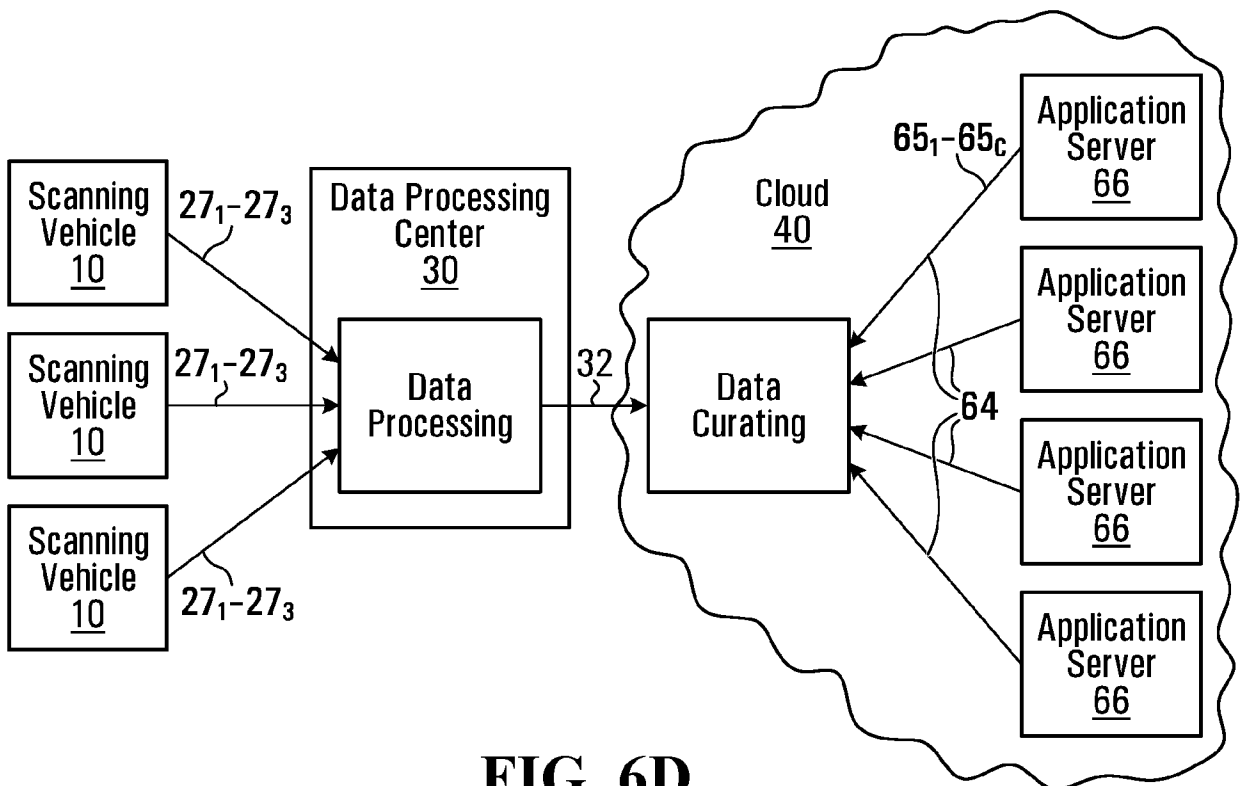 Scanning
Vehicle
10
27₁-27₃
Scanning
Vehicle
10
27₁-27₃
Scanning
Vehicle
10
27₁-27₃
Data Processing
Center
30
Data
Processing
32
Cloud
40
Data
Curating
65₁-65c
64
Application
Server
66
Application
Server
66
Application
Server
66
Application
Server
66
FIG. 6D